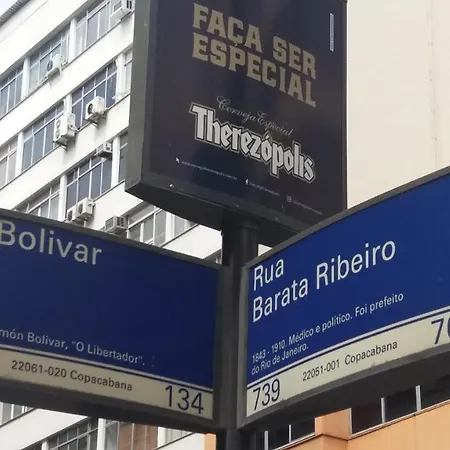 FAÇA SER
ESPECIAL
Cerveja Especial
Therezópolis
Bolivar
món Bolivar, "O Libertador".
22061-020 Copacabana
134
Rua
Barata Ribeiro
1843 - 1910. Médico e político. Foi prefeito
do Rio de Janeiro.
22051-001 Copacabana
739
70